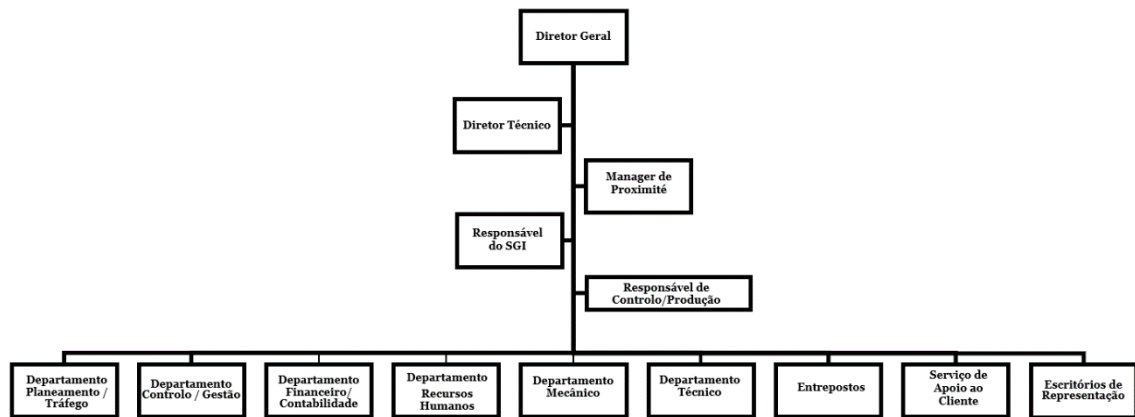 Diretor Geral
Diretor Técnico
Manager de
Proximité
Responsável
do SGI
Responsável de
Controlo/Produção
Departamento
Planeamento /
Tráfego
Departamento
Controlo / Gestão
Departamento
Financeiro/
Contabilidade
Departamento
Recursos
Humanos
Departamento
Mecânico
Departamento
Técnico
Entrepostos
Serviço de
Apoio ao
Cliente
Escritórios de
Representação